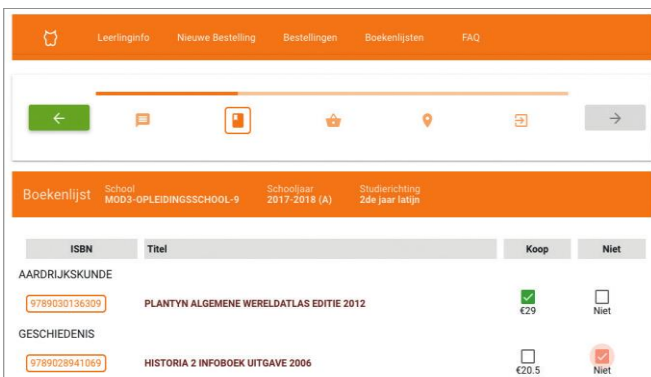 Leerlinginfo Nieuwe Bestelling Bestellingen Boekenlijsten FAQ
Boekenlijst School MOD3-OPLEIDINGSSCHOOL-9 Schooljaar 2017-2018 (A) Studierichting 2de jaar latijn
ISBN Titel Koop Niet
AARDRIJKSKUNDE
9789030136309 PLANTYN ALGEMENE WERELDATLAS EDITIE 2012 €29 Niet
GESCHIEDENIS
9789028941069 HISTORIA 2 INFOBOEK UITGAVE 2006 €20.5 Niet